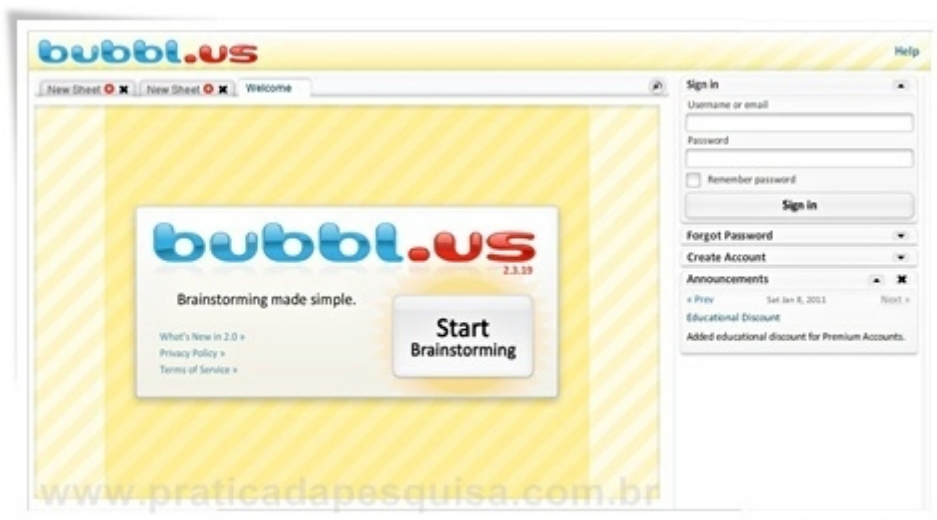 bubbl.us
Help
New Sheet
New Sheet
Welcome
Sign in
Username or email
Password
Remember password
Sign in
Forgot Password
Create Account
Announcements
« Prev Sat Jan 8, 2011 Next »
Educational Discount
Added educational discount for Premium Accounts.
bubbl.us
2.3.19
Brainstorming made simple.
What's New in 2.0 »
Privacy Policy »
Terms of Service »
Start
Brainstorming
www.praticadapesquisa.com.br